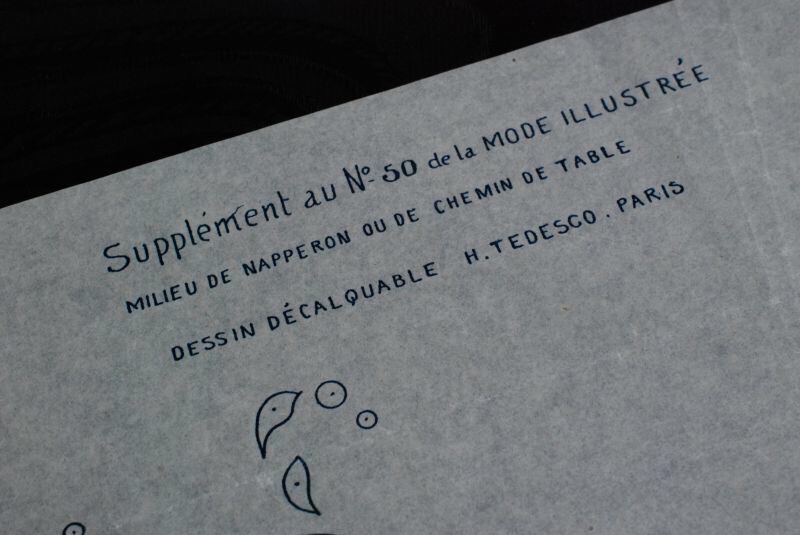 Supplément au Nº 50 de la MODE ILLUSTRÉE
MILIEU DE NAPPERON OU DE CHEMIN DE TABLE
DESSIN DÉCALQUABLE H. TEDESCO. PARIS